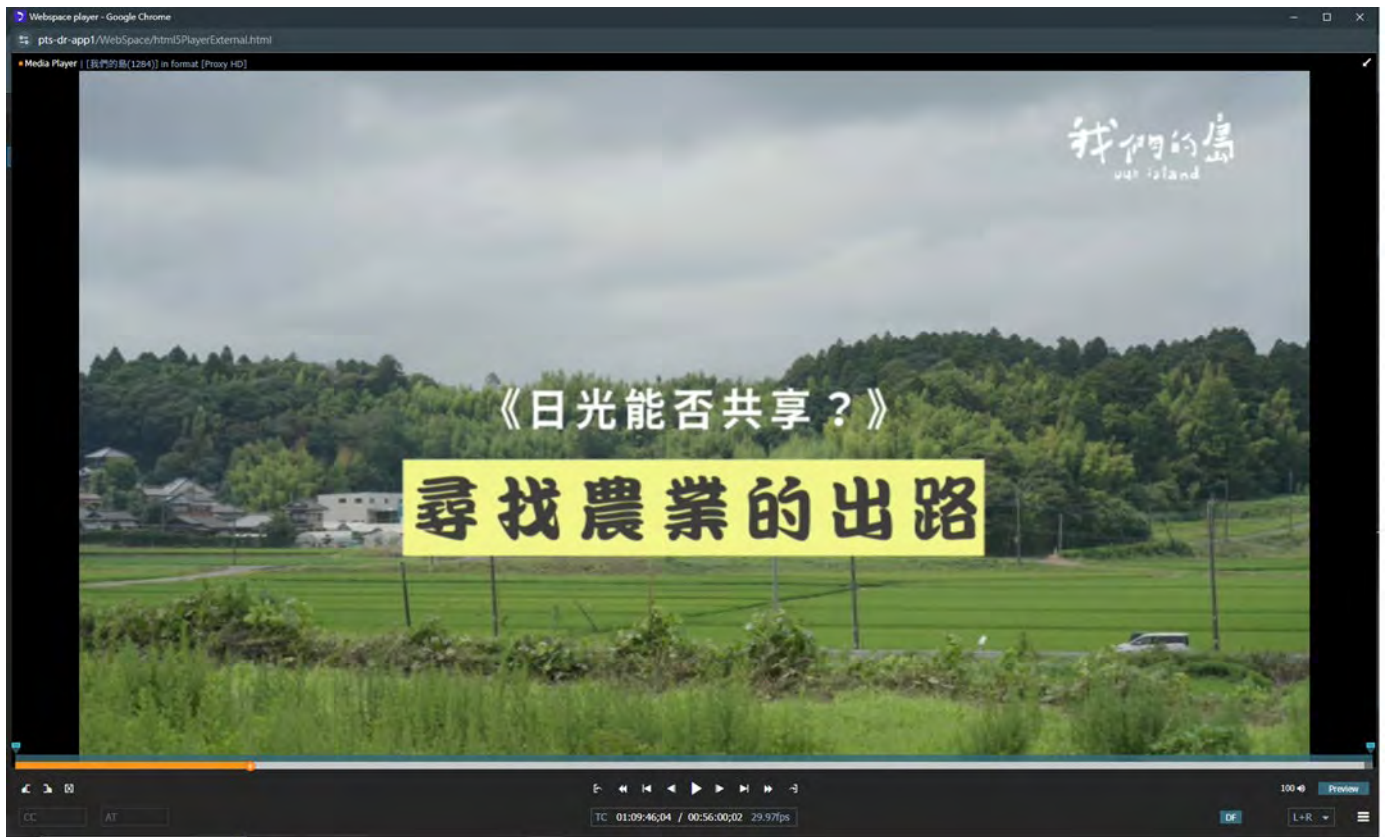 Webspace player - Google Chrome
pts-dr-app1/WebSpace/html5PlayerExternal.html
Media Player | [我們的島(1284)] in format [Proxy HD]
我們的島
our island
《日光能否共享？》
尋找農業的出路
100
Preview
CC
AT
TC 01:09:46;04 / 00:56:00;02 29.97fps
DF
L+R